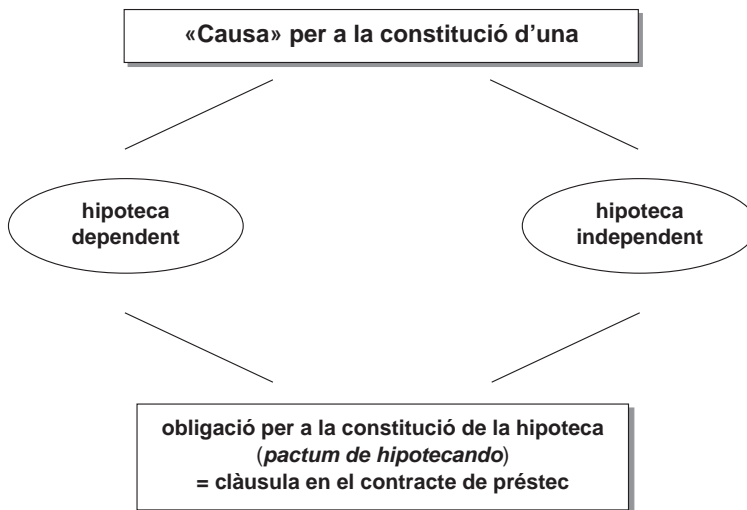 «Causa» per a la constitució d’una
hipoteca
dependent
hipoteca
independent
obligació per a la constitució de la hipoteca
(pactum de hipotecando)
= clàusula en el contracte de préstec